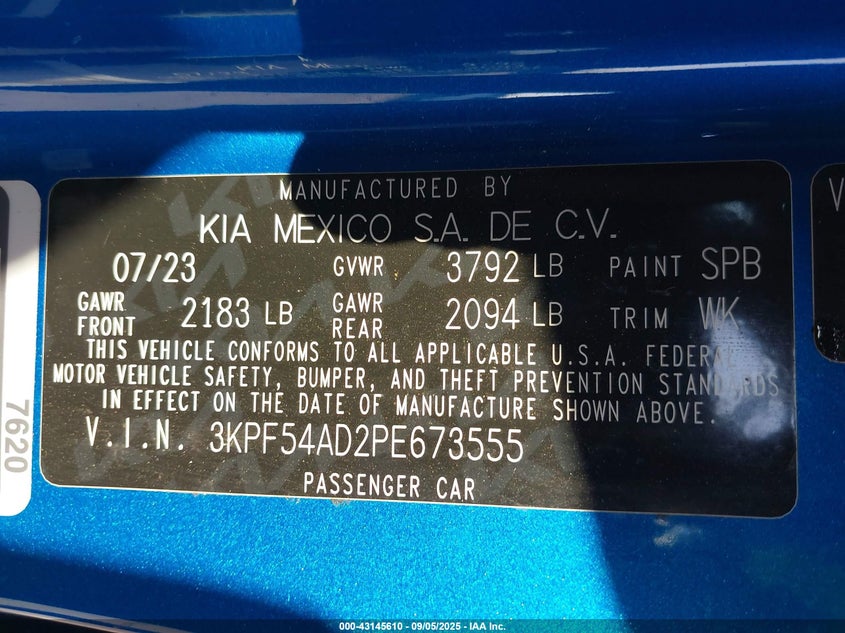 MANUFACTURED BY
KIA MEXICO S.A. DE C.V.
07/23 GVWR 3792 LB PAINT SPB
GAWR FRONT 2183 LB GAWR REAR 2094 LB TRIM WK
THIS VEHICLE CONFORMS TO ALL APPLICABLE U.S.A. FEDERAL
MOTOR VEHICLE SAFETY, BUMPER, AND THEFT PREVENTION STANDARDS
IN EFFECT ON THE DATE OF MANUFACTURE SHOWN ABOVE.
V.I.N. 3KPF54AD2PE673555
PASSENGER CAR
7620
V
000-43145610 - 09/05/2025 - IAA Inc.